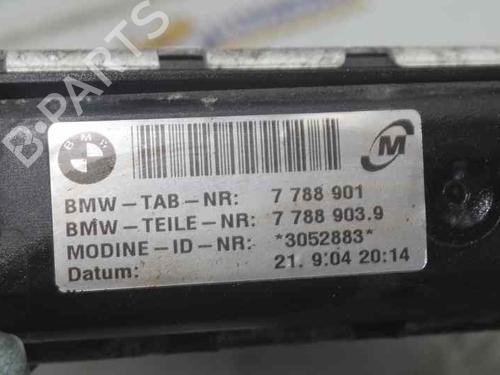 B-PARTS
BMW
M
BMW-TAB-NR: 7 788 901
BMW-TEILE-NR: 7 788 903.9
MODINE-ID-NR: *3052883*
Datum: 21. 9.04 20:14